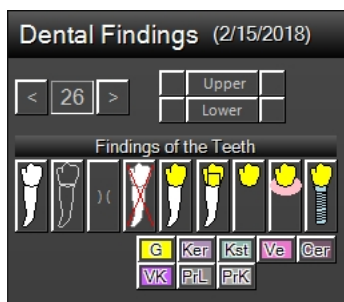 Dental Findings (2/15/2018)
< 26 >
Upper
Lower
Findings of the Teeth
)(
G Ker Kst Ve Cer
VK PrL PrK